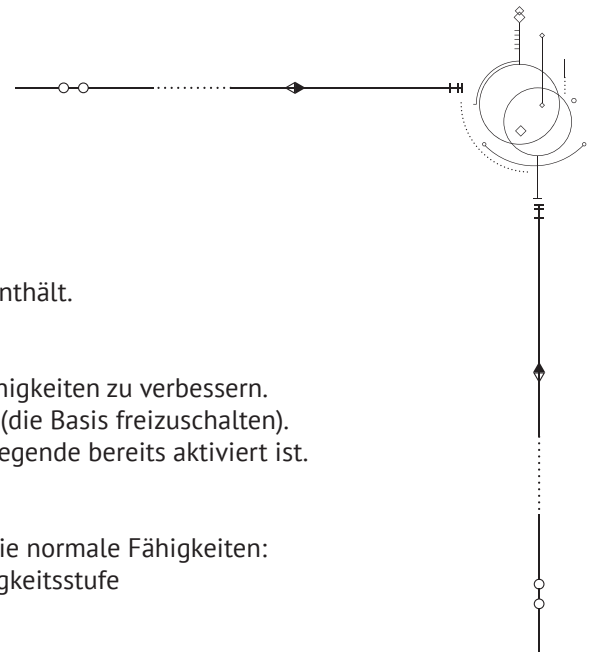 nthält.
higkeiten zu verbessern.
(die Basis freizuschalten).
egende bereits aktiviert ist.
ie normale Fähigkeiten:
gkeitsstufe